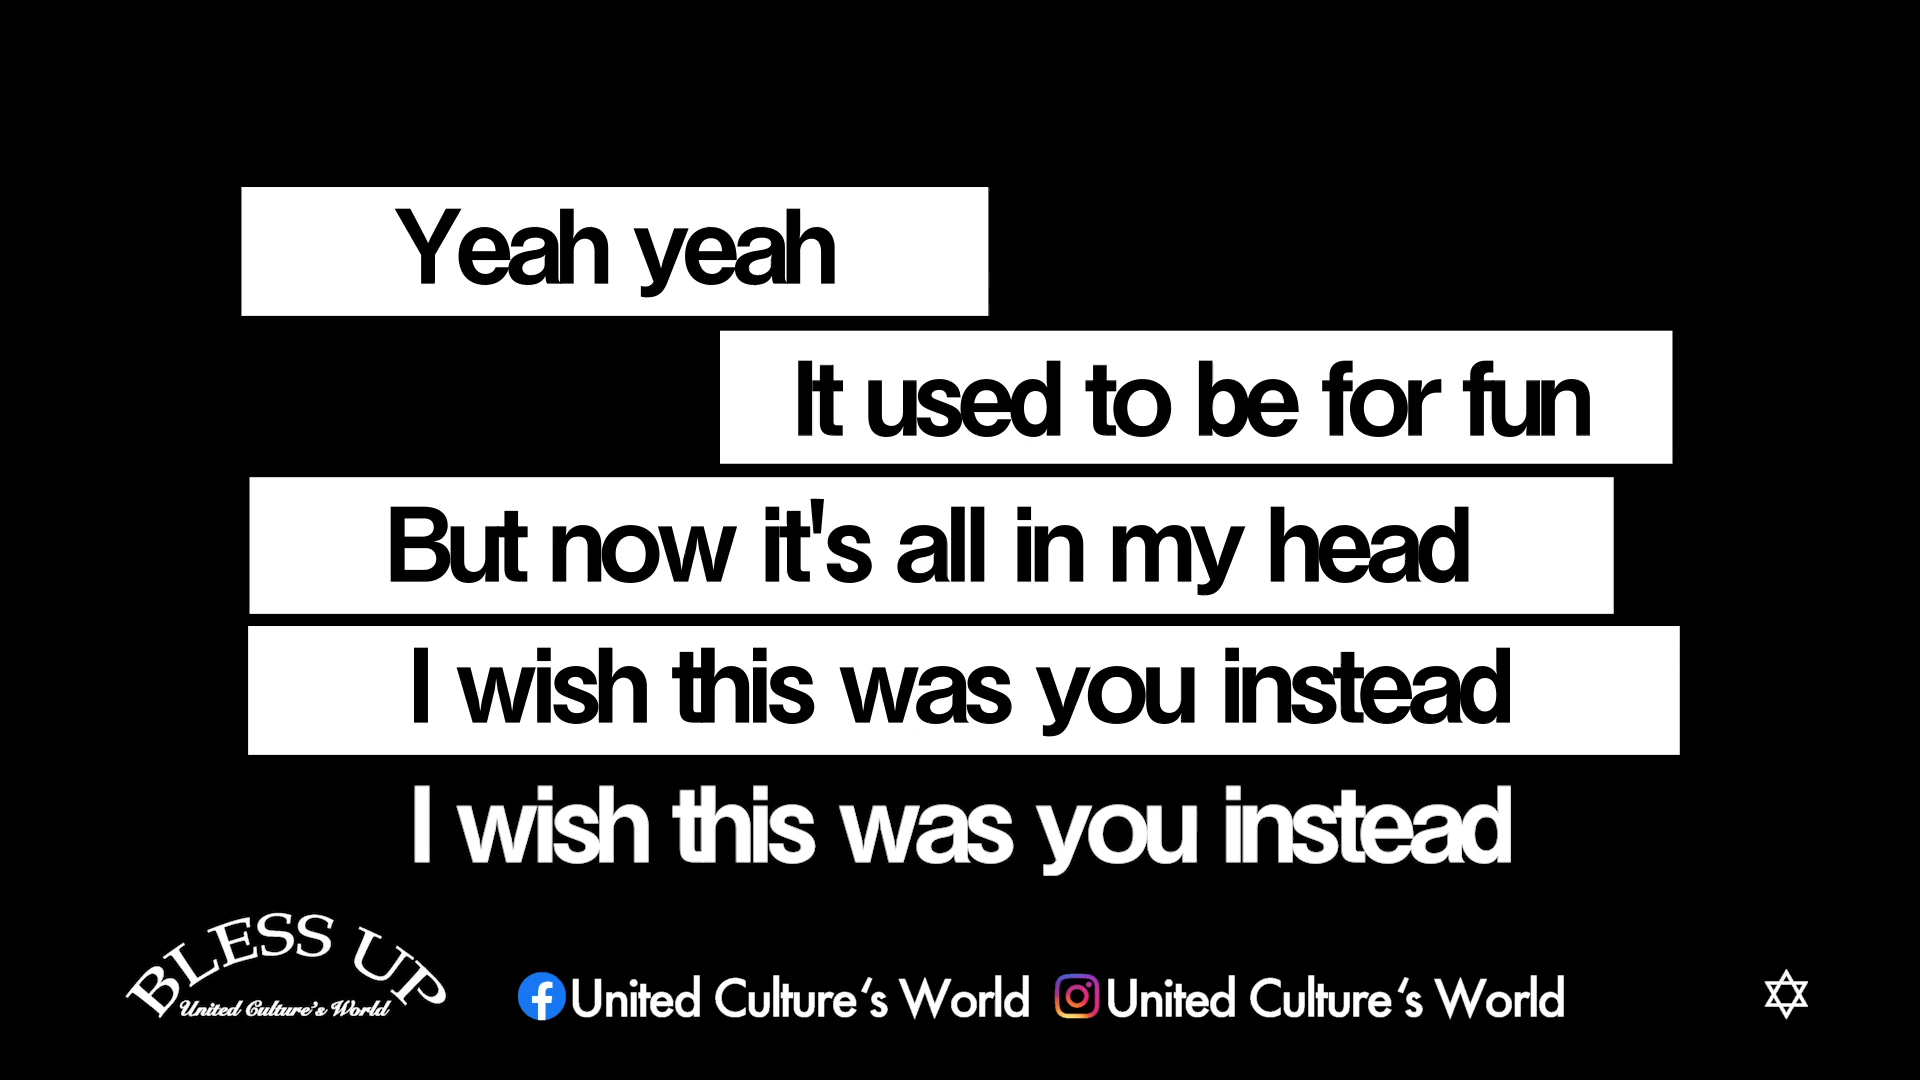 Yeah yeah
It used to be for fun
But now it's all in my head
I wish this was you instead
I wish this was you instead
BLESS UP
United Culture's World
United Culture‘s World United Culture‘s World